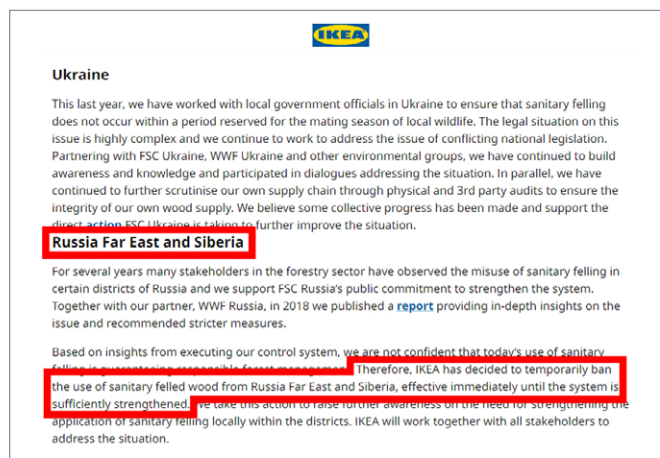 IKEA
Ukraine
This last year, we have worked with local government officials in Ukraine to ensure that sanitary felling
does not occur within a period reserved for the mating season of local wildlife. The legal situation on this
issue is highly complex and we continue to work to address the issue of conflicting national legislation.
Partnering with FSC Ukraine, WWF Ukraine and other environmental groups, we have continued to build
awareness and knowledge and participated in dialogues addressing the situation. In parallel, we have
continued to further scrutinise our own supply chain through physical and 3rd party audits to ensure the
integrity of our own wood supply. We believe some collective progress has been made and support the
direct action FSC Ukraine is taking to further improve the situation.
Russia Far East and Siberia
For several years many stakeholders in the forestry sector have observed the misuse of sanitary felling in
certain districts of Russia and we support FSC Russia's public commitment to strengthen the system.
Together with our partner, WWF Russia, in 2018 we published a report providing in-depth insights on the
issue and recommended stricter measures.
Based on insights from executing our control system, we are not confident that today's use of sanitary
felling is guaranteeing responsible forest management. Therefore, IKEA has decided to temporarily ban
the use of sanitary felled wood from Russia Far East and Siberia, effective immediately until the system is
sufficiently strengthened. We take this action to raise further awareness on the need for strengthening the
application of sanitary felling locally within the districts. IKEA will work together with all stakeholders to
address the situation.